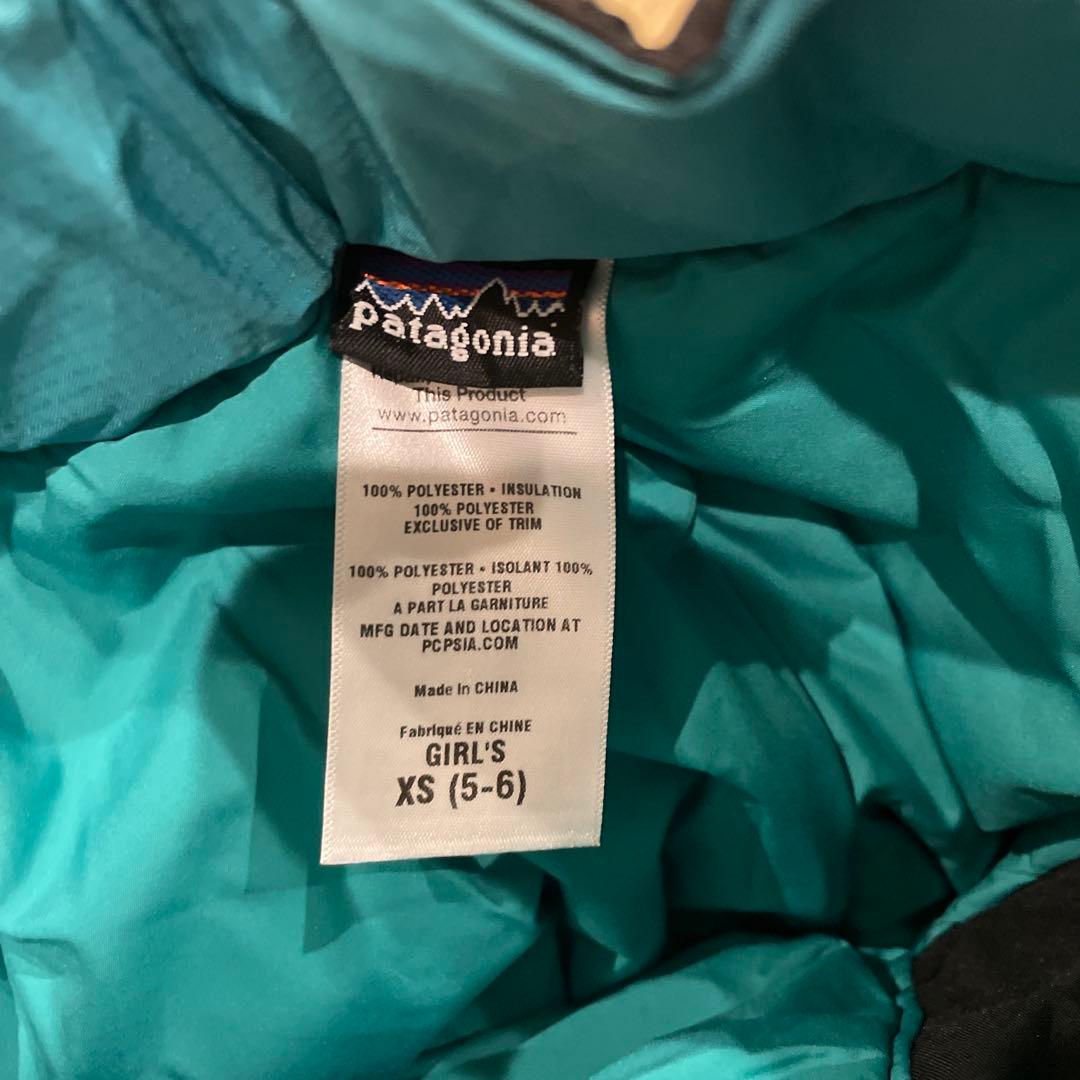 patagonia
This Product
www.patagonia.com
100% POLYESTER • INSULATION
100% POLYESTER
EXCLUSIVE OF TRIM
100% POLYESTER • ISOLANT 100%
POLYESTER
A PART LA GARNITURE
MFG DATE AND LOCATION AT
PCPSIA.COM
Made In CHINA
Fabriqué EN CHINE
GIRL'S
XS (5-6)